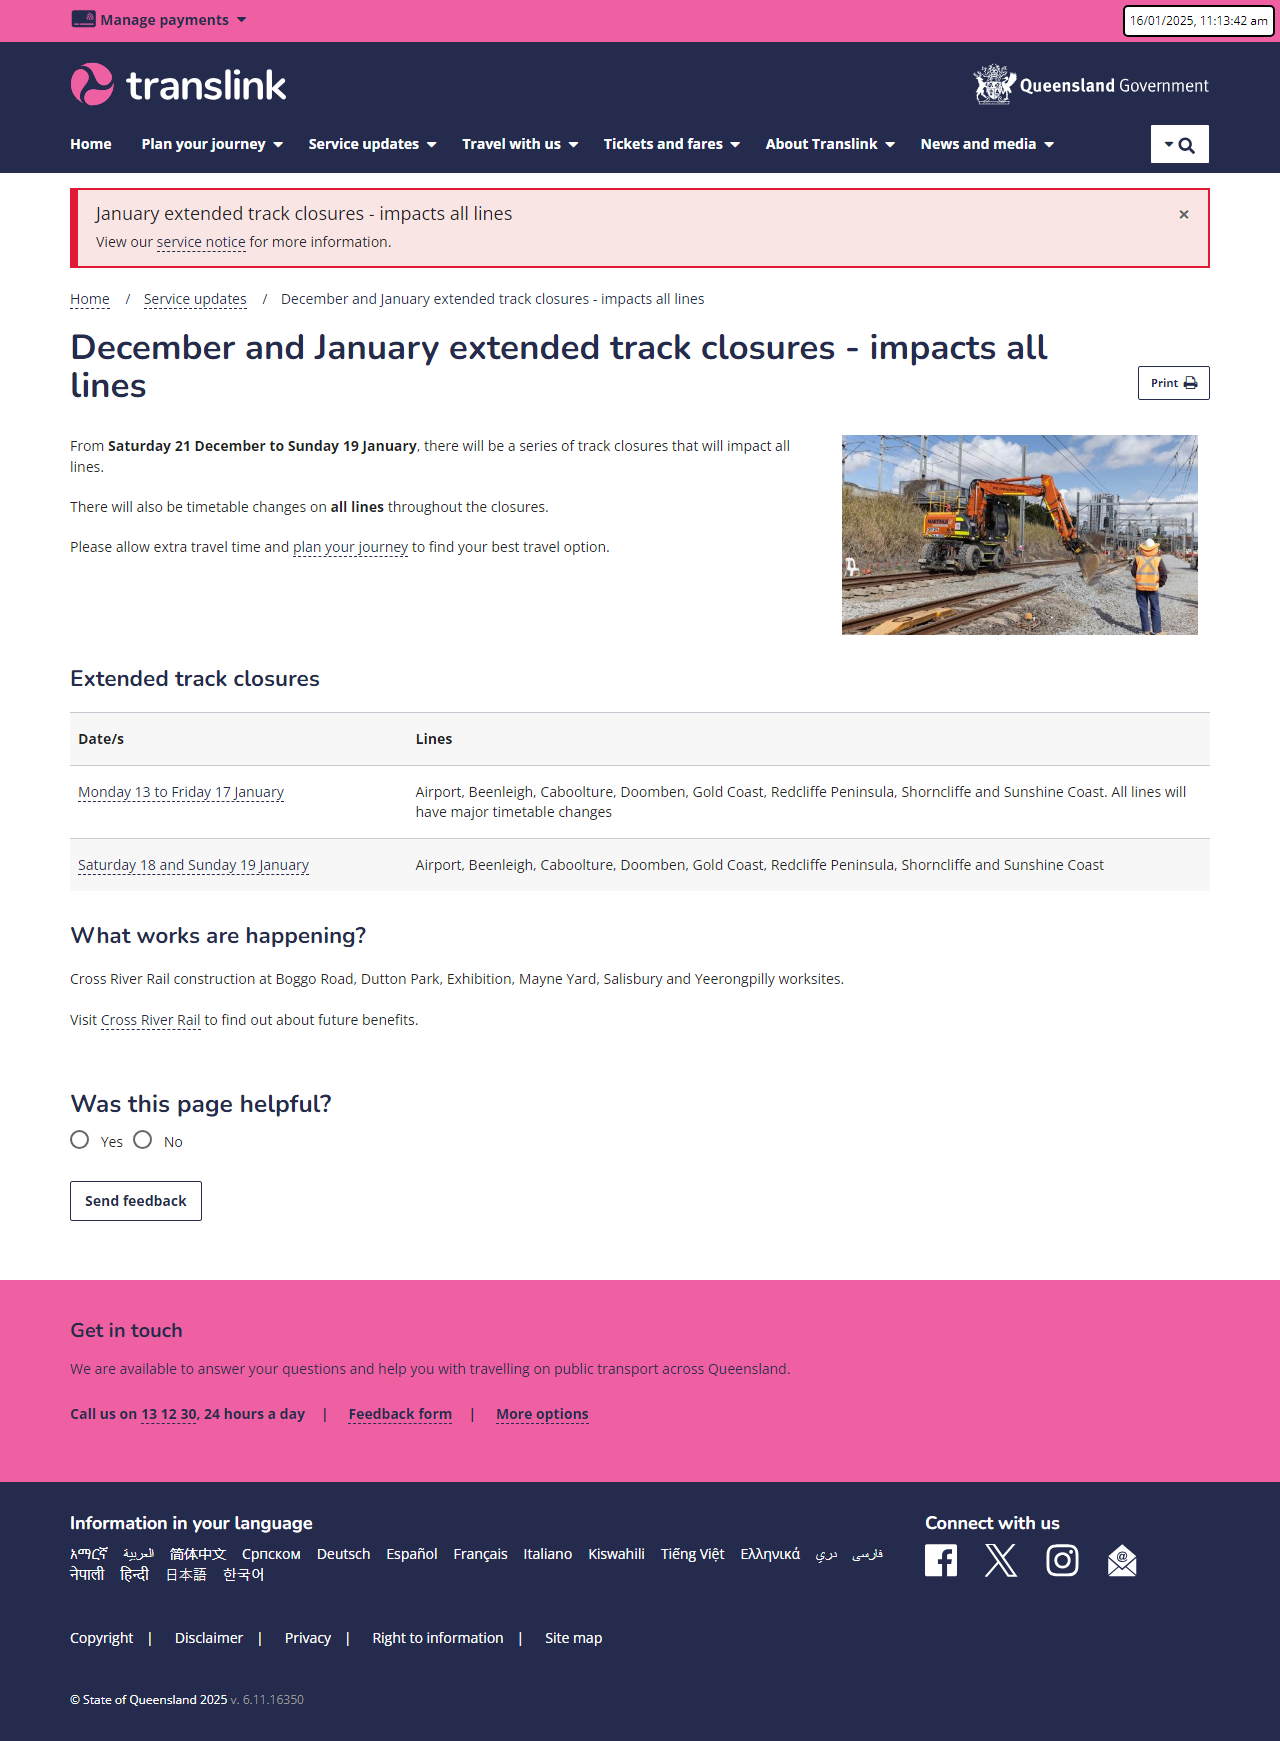 Manage payments
16/01/2025, 11:13:42 am
translink
Queensland Government
Home Plan your journey Service updates Travel with us Tickets and fares About Translink News and media
January extended track closures - impacts all lines
×
View our service notice for more information.
Home / Service updates / December and January extended track closures - impacts all lines
December and January extended track closures - impacts all
lines
Print
From Saturday 21 December to Sunday 19 January, there will be a series of track closures that will impact all
lines.
There will also be timetable changes on all lines throughout the closures.
Please allow extra travel time and plan your journey to find your best travel option.
Extended track closures
Date/s Lines
Monday 13 to Friday 17 January Airport, Beenleigh, Caboolture, Doomben, Gold Coast, Redcliffe Peninsula, Shorncliffe and Sunshine Coast. All lines will
have major timetable changes
Saturday 18 and Sunday 19 January Airport, Beenleigh, Caboolture, Doomben, Gold Coast, Redcliffe Peninsula, Shorncliffe and Sunshine Coast
What works are happening?
Cross River Rail construction at Boggo Road, Dutton Park, Exhibition, Mayne Yard, Salisbury and Yeerongpilly worksites.
Visit Cross River Rail to find out about future benefits.
Was this page helpful?
Yes No
Send feedback
Get in touch
We are available to answer your questions and help you with travelling on public transport across Queensland.
Call us on 13 12 30, 24 hours a day | Feedback form | More options
Information in your language
አማርኛ العربية 简体中文 Српском Deutsch Español Français Italiano Kiswahili Tiếng Việt Ελληνικά دري فارسی
नेपाली हिन्दी 日本語 한국어
Connect with us
Copyright | Disclaimer | Privacy | Right to information | Site map
© State of Queensland 2025 v. 6.11.16350